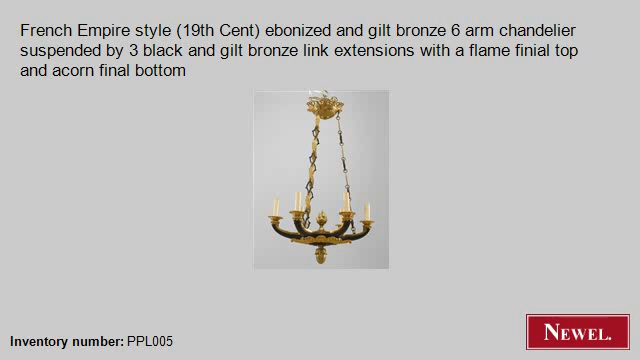 French Empire style (19th Cent) ebonized and gilt bronze 6 arm chandelier
suspended by 3 black and gilt bronze link extensions with a flame finial top
and acorn final bottom
Inventory number: PPL005
NEWEL.